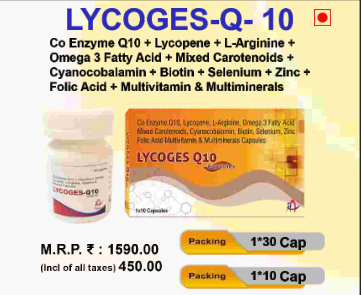 LYCOGES-Q- 10
Co Enzyme Q10 + Lycopene + L-Arginine +
Omega 3 Fatty Acid + Mixed Carotenoids +
Cyanocobalamin + Biotin + Selenium + Zinc +
Folic Acid + Multivitamin & Multiminerals
Co Enzyme Q10, Lycopene, L-Arginine, Omega 3 Fatty Acid
Mixed Carotenoids, Cyanocobalamin, Biotin, Selenium, Zinc
Folic Acid Multivitamin & Multiminerals Capsules
LYCOGES Q10
Capsules
LYCOGES-Q10
1x10 Capsules
M.R.P. ₹ : 1590.00
(Incl of all taxes) 450.00
Packing 1*30 Cap
Packing 1*10 Cap